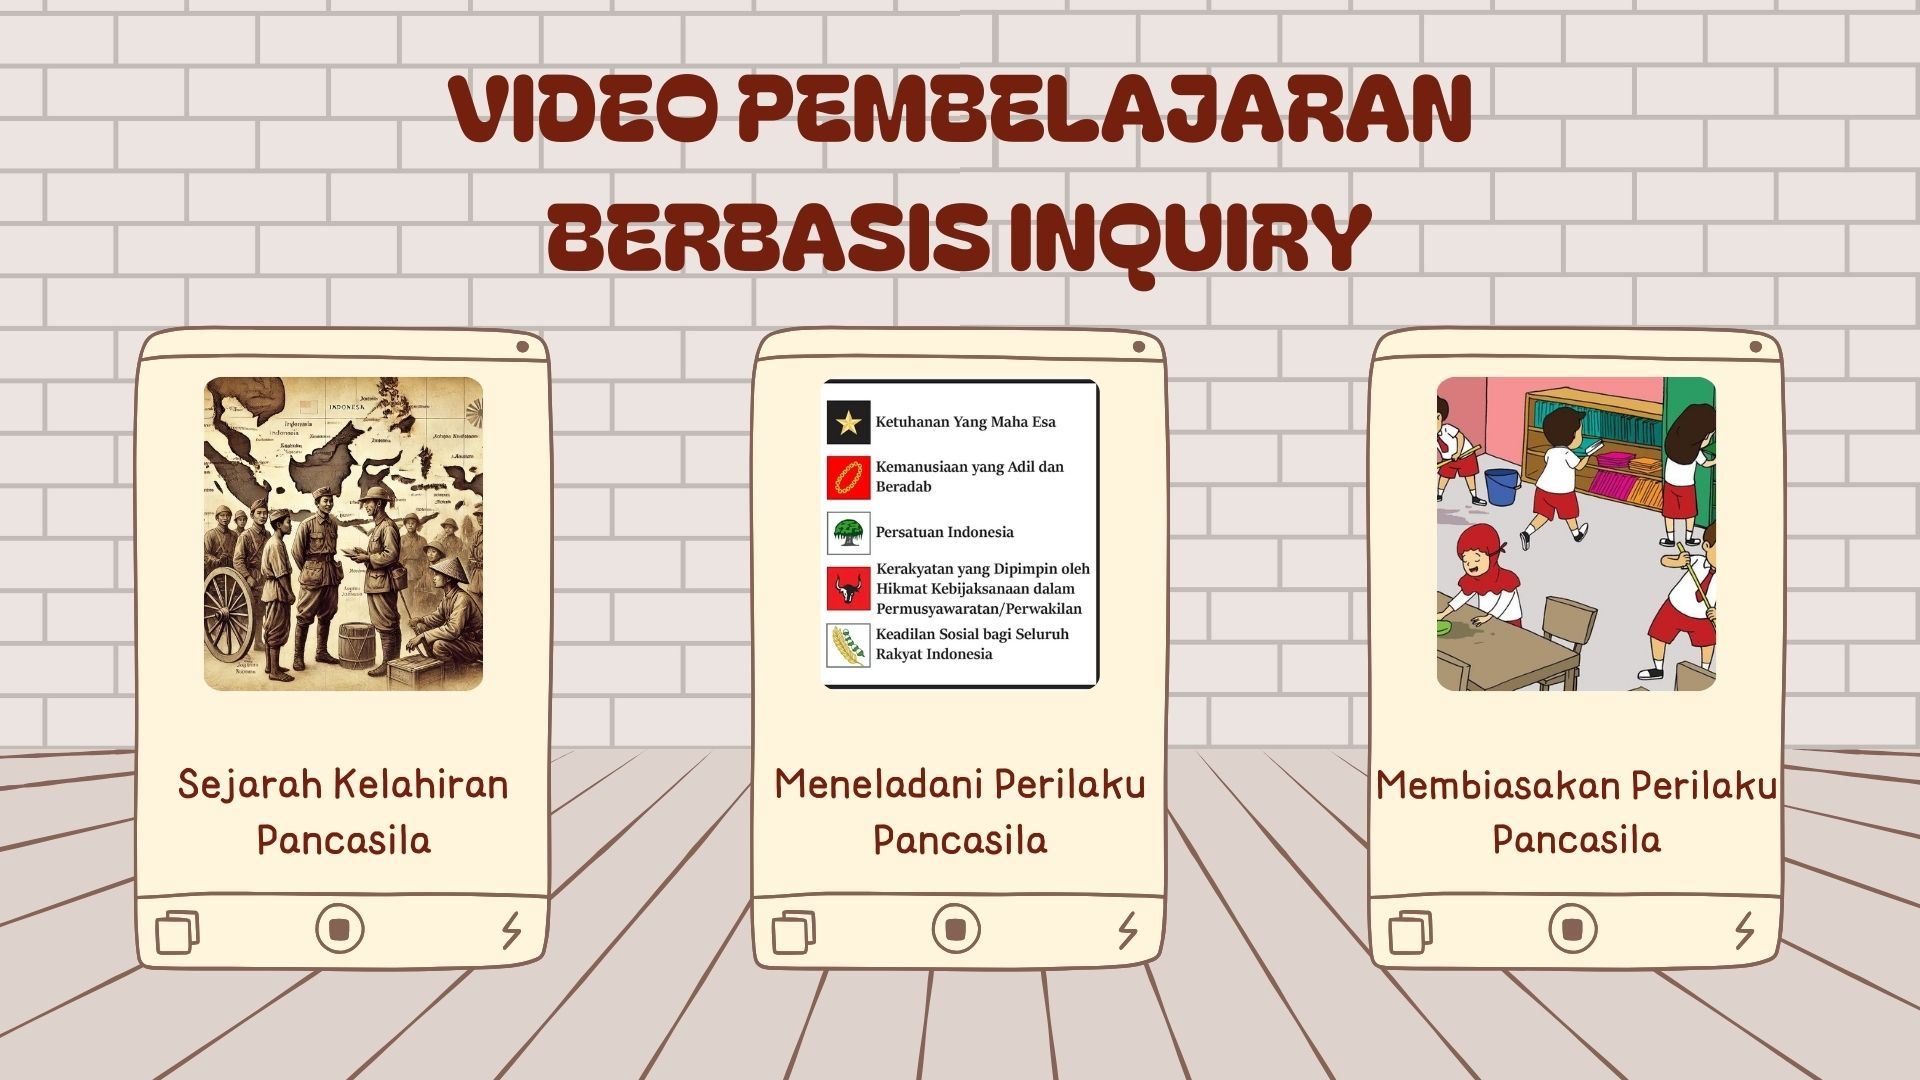 VIDEO PEMBELAJARAN
BERBASIS INQUIRY
INDONESA
Sejarah Kelahiran
Pancasila
Ketuhanan Yang Maha Esa
Kemanusiaan yang Adil dan
Beradab
Persatuan Indonesia
Kerakyatan yang Dipimpin oleh
Hikmat Kebijaksanaan dalam
Permusyawaratan/Perwakilan
Keadilan Sosial bagi Seluruh
Rakyat Indonesia
Meneladani Perilaku
Pancasila
Membiasakan Perilaku
Pancasila